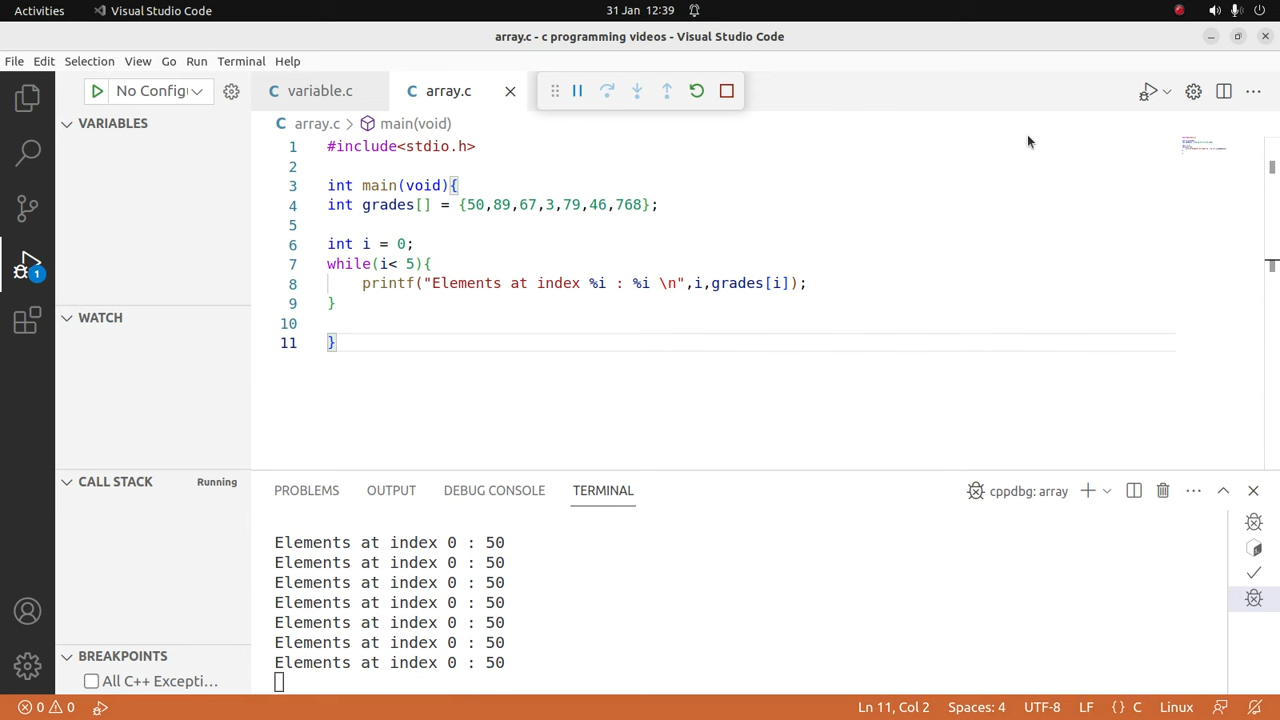 Activities Visual Studio Code 31 Jan 12:39
array.c - c programming videos - Visual Studio Code
File Edit Selection View Go Run Terminal Help
No Config
variable.c
array.c
array.c > main(void)
VARIABLES
1 #include<stdio.h>
2
3 int main(void){
4 int grades[] = {50,89,67,3,79,46,768};
5
6 int i = 0;
7 while(i< 5){
8 printf("Elements at index %i : %i \n",i,grades[i]);
9 }
10
11 }
WATCH
CALL STACK Running
BREAKPOINTS
All C++ Excepti…
1
PROBLEMS OUTPUT DEBUG CONSOLE TERMINAL
cppdbg: array
Elements at index 0 : 50
Elements at index 0 : 50
Elements at index 0 : 50
Elements at index 0 : 50
Elements at index 0 : 50
Elements at index 0 : 50
Elements at index 0 : 50
0 0 Ln 11, Col 2 Spaces: 4 UTF-8 LF {} C Linux